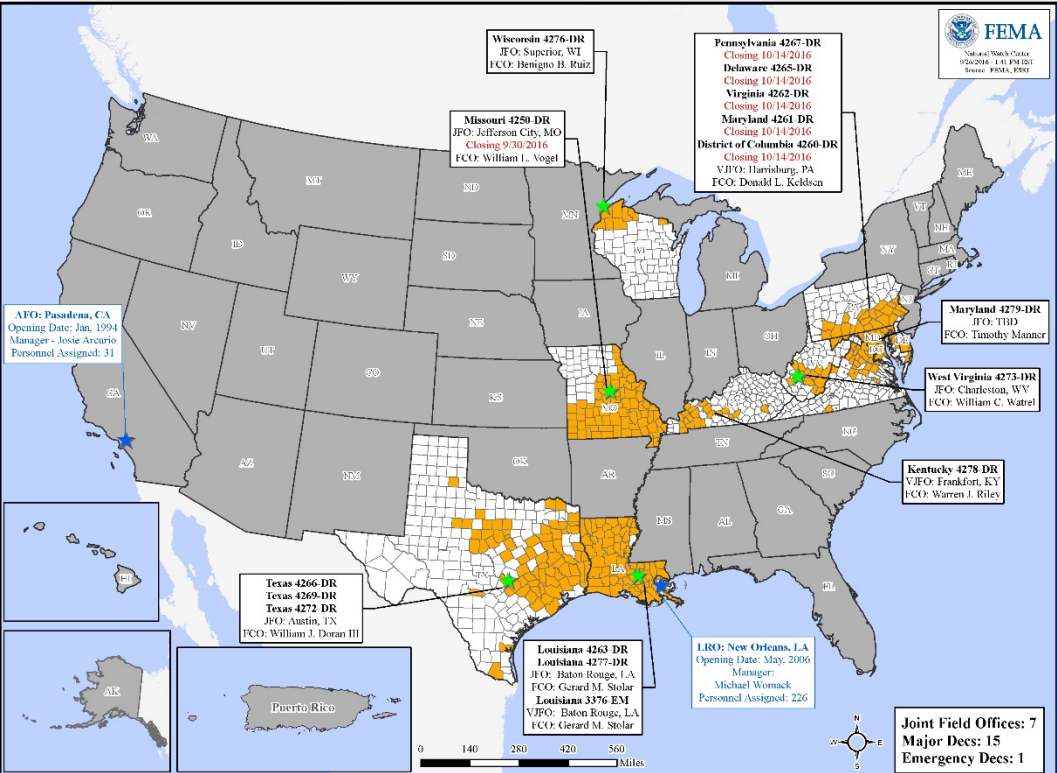 FEMA
National Watch Center
9/26/2016 - 1:41 PM EST
Source: FEMA, ESRI
Wisconsin 4276-DR
JFO: Superior, WI
FCO: Benigno B. Ruiz
Pennsylvania 4267-DR
Closing 10/14/2016
Delaware 4265-DR
Closing 10/14/2016
Virginia 4262-DR
Closing 10/14/2016
Maryland 4261-DR
Closing 10/14/2016
District of Columbia 4260-DR
Closing 10/14/2016
VJFO: Harrisburg, PA
FCO: Donald L. Keldsen
Missouri 4250-DR
JFO: Jefferson City, MO
Closing 9/30/2016
FCO: William L. Vogel
WA
MT
ND
MN
ME
OR
ID
SD
WI
MI
VT
NH
NY
MA
RI
CT
WY
AFO: Pasadena, CA
Opening Date: Jan, 1994
Manager - Josie Arcurio
Personnel Assigned: 31
NV
NE
IA
PA
NJ
Maryland 4279-DR
JFO: TBD
FCO: Timothy Manner
UT
IL
IN
OH
MD
DE
DC
CA
CO
KS
MO
WV
West Virginia 4273-DR
JFO: Charleston, WV
FCO: William C. Watrel
AZ
NM
OK
AR
TN
NC
SC
Kentucky 4278-DR
VJFO: Frankfort, KY
FCO: Warren J. Riley
MS
AL
GA
TX
LA
FL
HI
Texas 4266-DR
Texas 4269-DR
Texas 4272-DR
JFO: Austin, TX
FCO: William J. Doran III
Louisiana 4263-DR
Louisiana 4277-DR
JFO: Baton Rouge, LA
FCO: Gerard M. Stolar
Louisiana 3376-EM
VJFO: Baton Rouge, LA
FCO: Gerard M. Stolar
LRO: New Orleans, LA
Opening Date: May, 2006
Manager:
Michael Womack
Personnel Assigned: 226
AK
Puerto Rico
0 140 280 420 560
Miles
N
W E
S
Joint Field Offices: 7
Major Decs: 15
Emergency Decs: 1